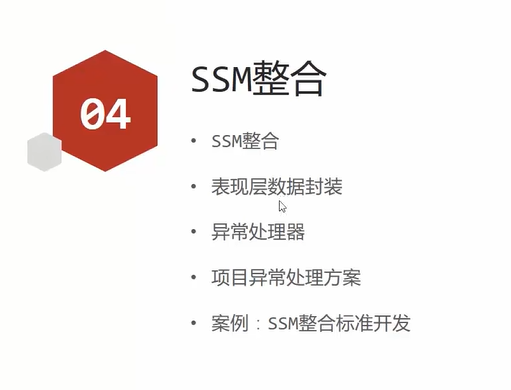 04
SSM整合
• SSM整合
• 表现层数据封装
• 异常处理器
• 项目异常处理方案
• 案例：SSM整合标准开发